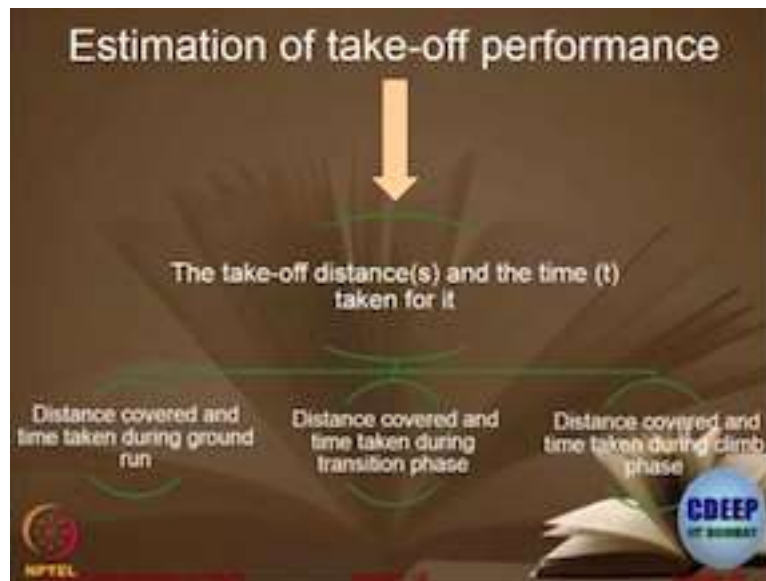 Estimation of take-off performance
The take-off distance(s) and the time (t)
taken for it
Distance covered and
time taken during ground
run
Distance covered and
time taken during
transition phase
Distance covered and
time taken during climb
phase
CDEEP
IIT BOMBAY
NPTEL